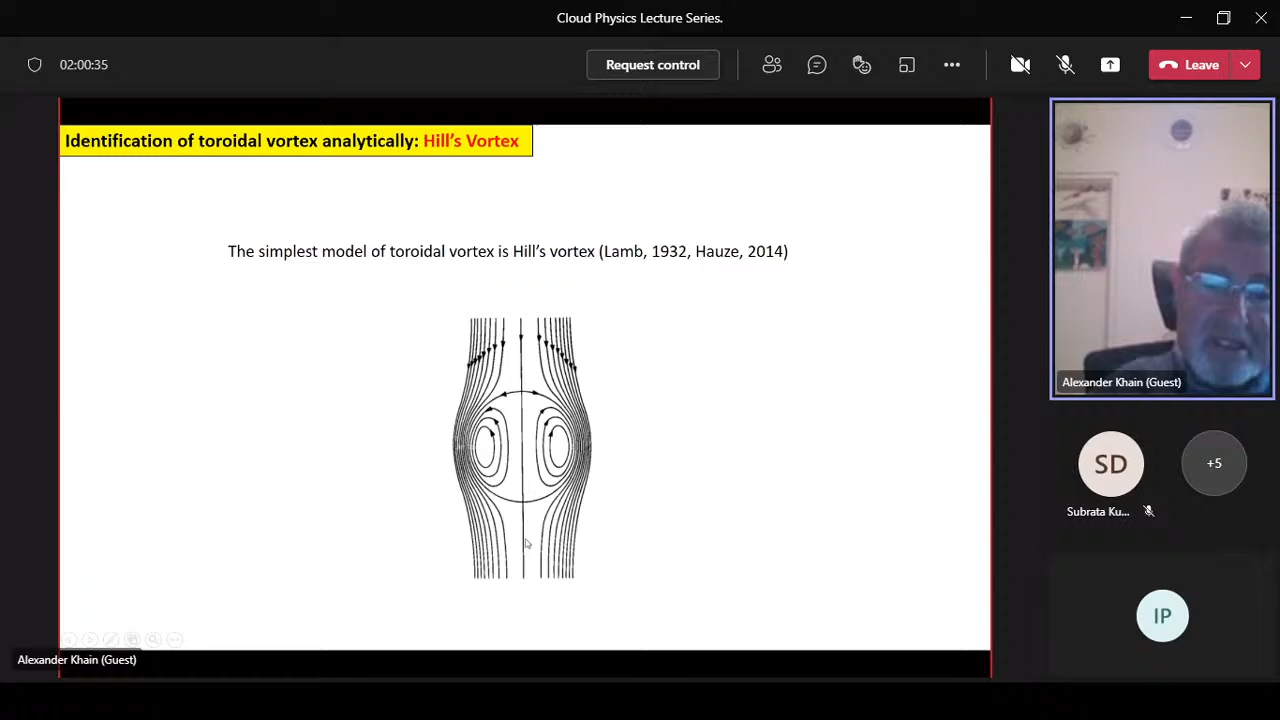 Cloud Physics Lecture Series.
02:00:35
Request control
Leave
Identification of toroidal vortex analytically: Hill's Vortex
The simplest model of toroidal vortex is Hill's vortex (Lamb, 1932, Hauze, 2014)
Alexander Khain (Guest)
SD
+5
Subrata Ku...
IP
Alexander Khain (Guest)